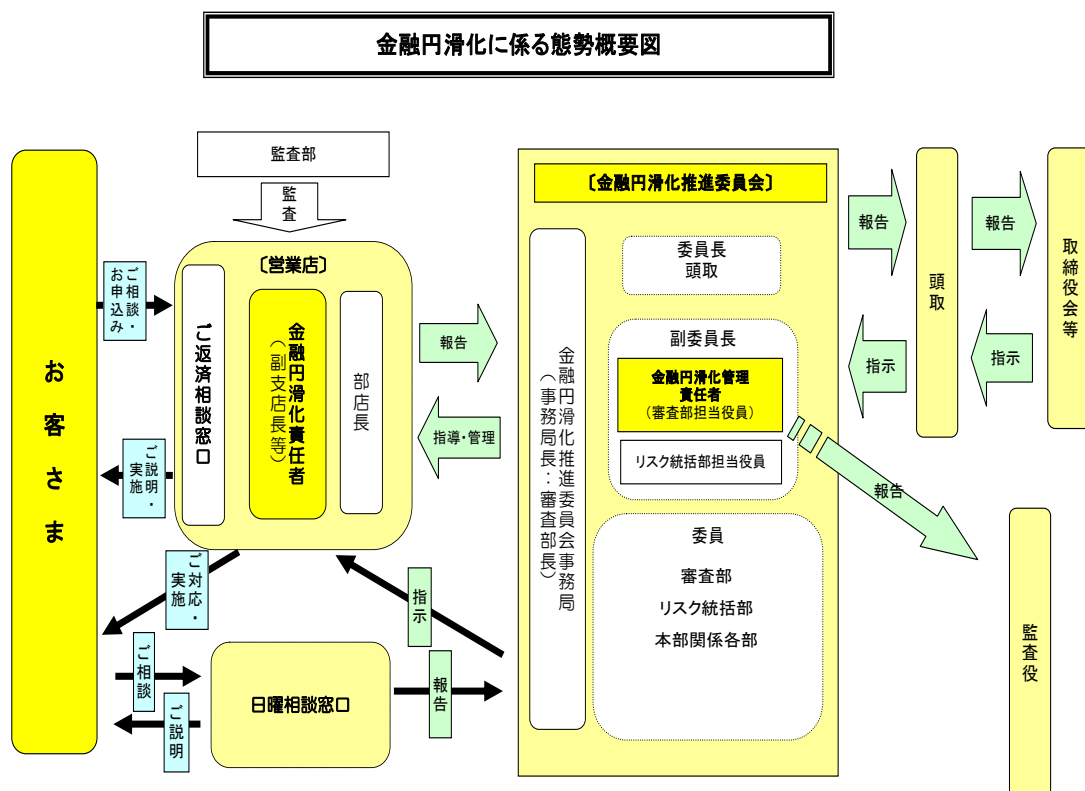 金融円滑化に係る態勢概要図
お客さま
監査部
監査
ご相談・
お申込み
ご説明・
実施
ご対応・
実施
ご相談
ご説明
〔営業店〕
ご返済相談窓口
金融円滑化責任者
（副支店長等）
部店長
日曜相談窓口
報告
指導・管理
指示
報告
〔金融円滑化推進委員会〕
金融円滑化推進委員会事務局
（事務局長：審査部長）
委員長
頭取
副委員長
金融円滑化管理
責任者
（審査部担当役員）
リスク統括部担当役員
委員
審査部
リスク統括部
本部関係各部
報告
指示
頭取
報告
指示
取締役会等
報告
監査役